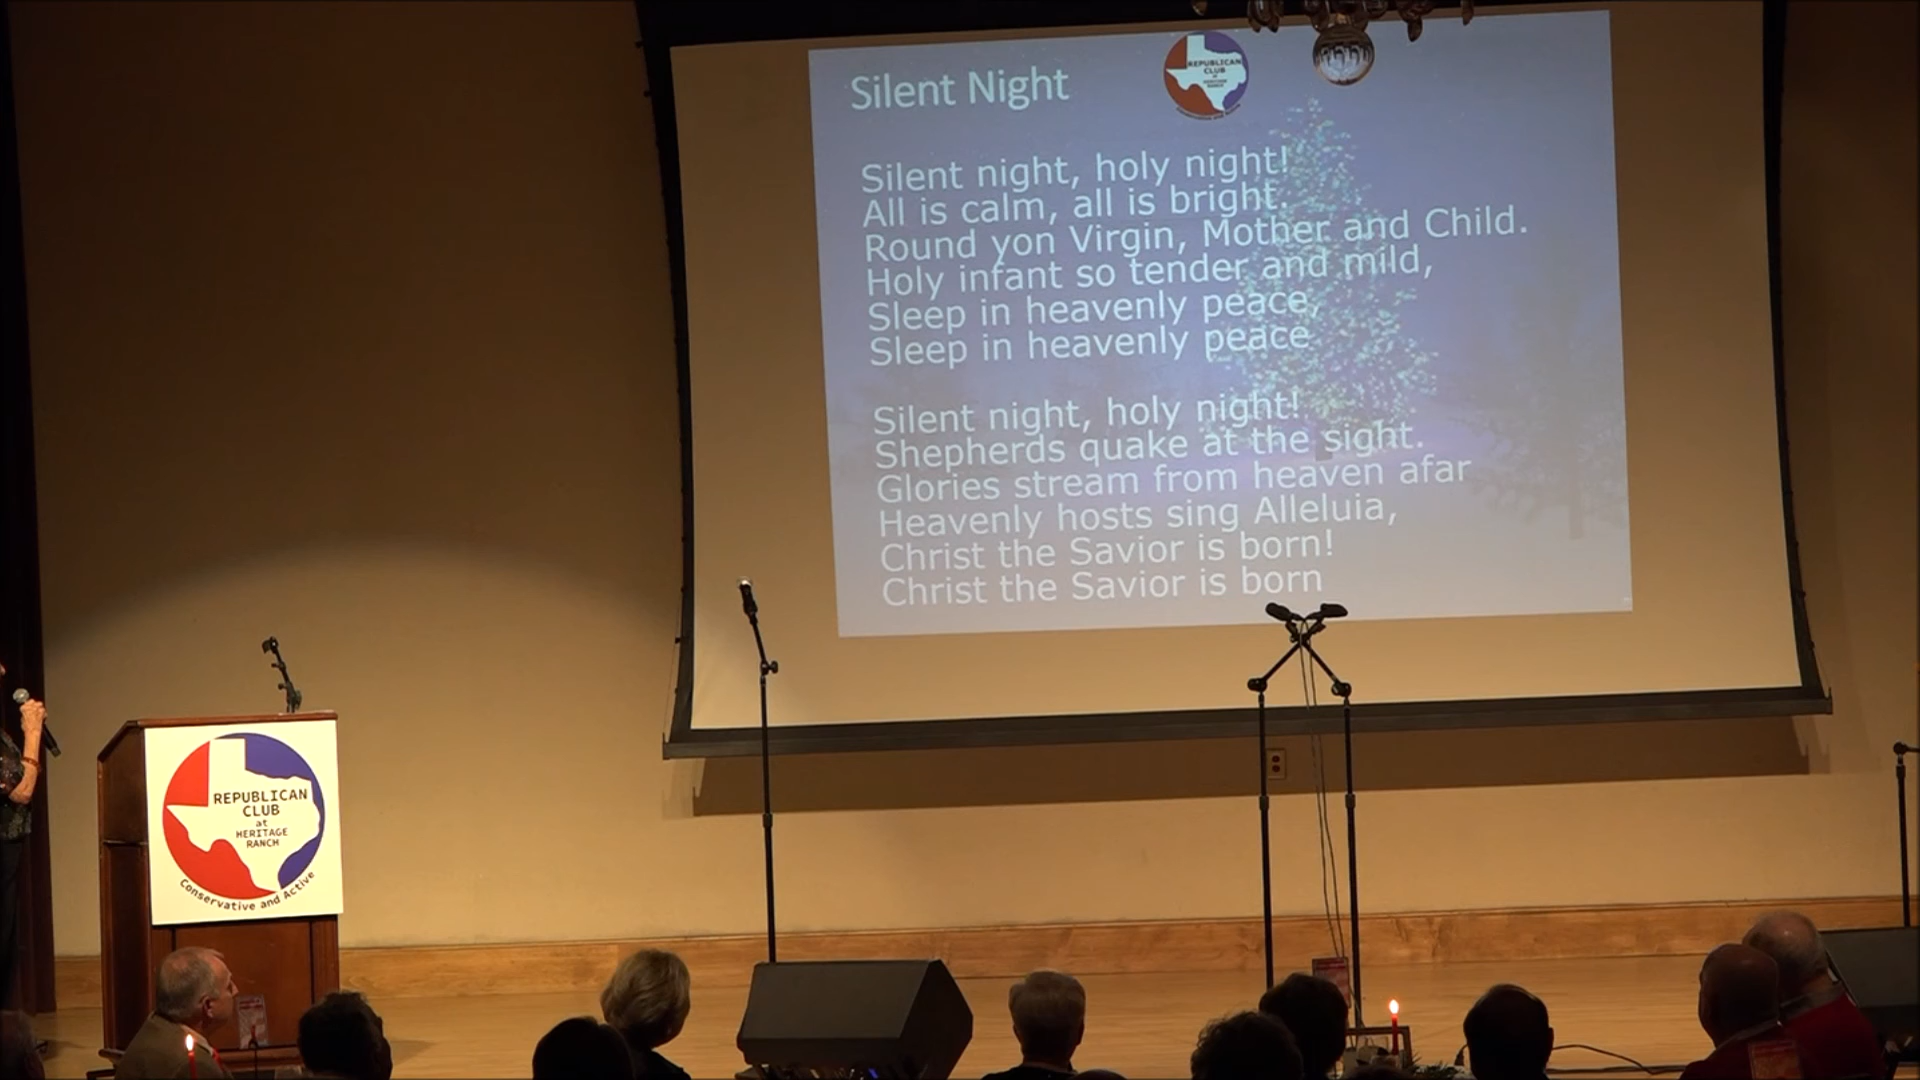 Silent Night
REPUBLICAN
CLUB
Silent night, holy night!
All is calm, all is bright.
Round yon Virgin, Mother and Child.
Holy infant so tender and mild,
Sleep in heavenly peace,
Sleep in heavenly peace
Silent night, holy night!
Shepherds quake at the sight.
Glories stream from heaven afar
Heavenly hosts sing Alleluia,
Christ the Savior is born!
Christ the Savior is born
REPUBLICAN
CLUB
at
HERITAGE
RANCH
Conservative and Active